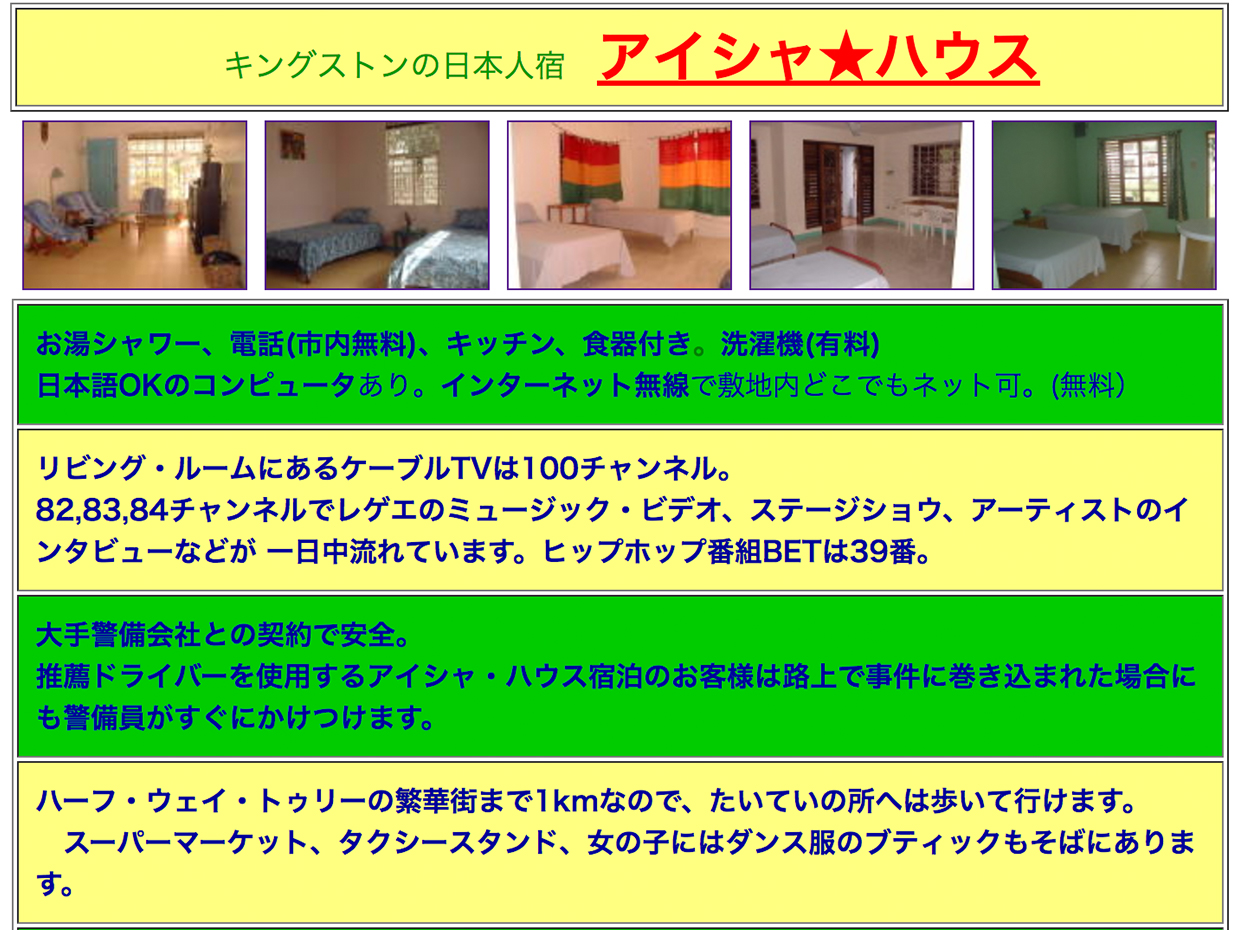 キングストンの日本人宿 アイシャ★ハウス
お湯シャワー、電話(市内無料)、キッチン、食器付き。洗濯機(有料)
日本語OKのコンピュータあり。インターネット無線で敷地内どこでもネット可。(無料）
リビング・ルームにあるケーブルTVは100チャンネル。
82,83,84チャンネルでレゲエのミュージック・ビデオ、ステージショウ、アーティストのイ
ンタビューなどが 一日中流れています。ヒップホップ番組BETは39番。
大手警備会社との契約で安全。
推薦ドライバーを使用するアイシャ・ハウス宿泊のお客様は路上で事件に巻き込まれた場合に
も警備員がすぐにかけつけます。
ハーフ・ウェイ・トゥリーの繁華街まで1kmなので、たいていの所へは歩いて行けます。
　スーパーマーケット、タクシースタンド、女の子にはダンス服のブティックもそばにありま
す。